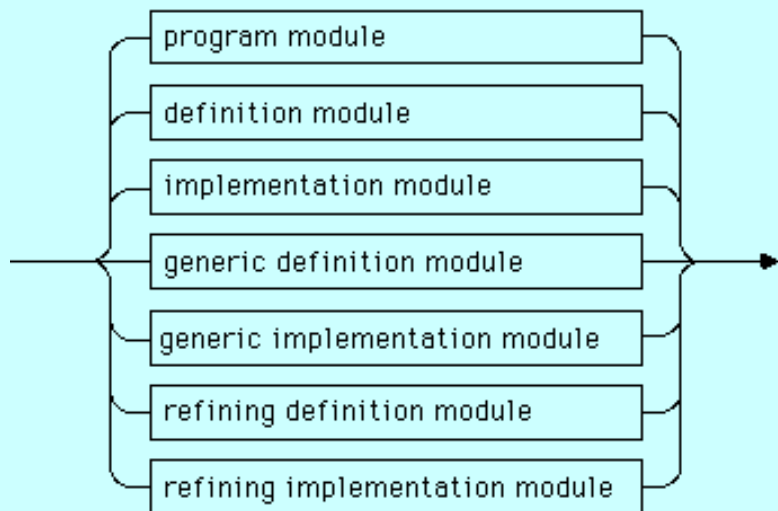 program module
definition module
implementation module
generic definition module
generic implementation module
refining definition module
refining implementation module